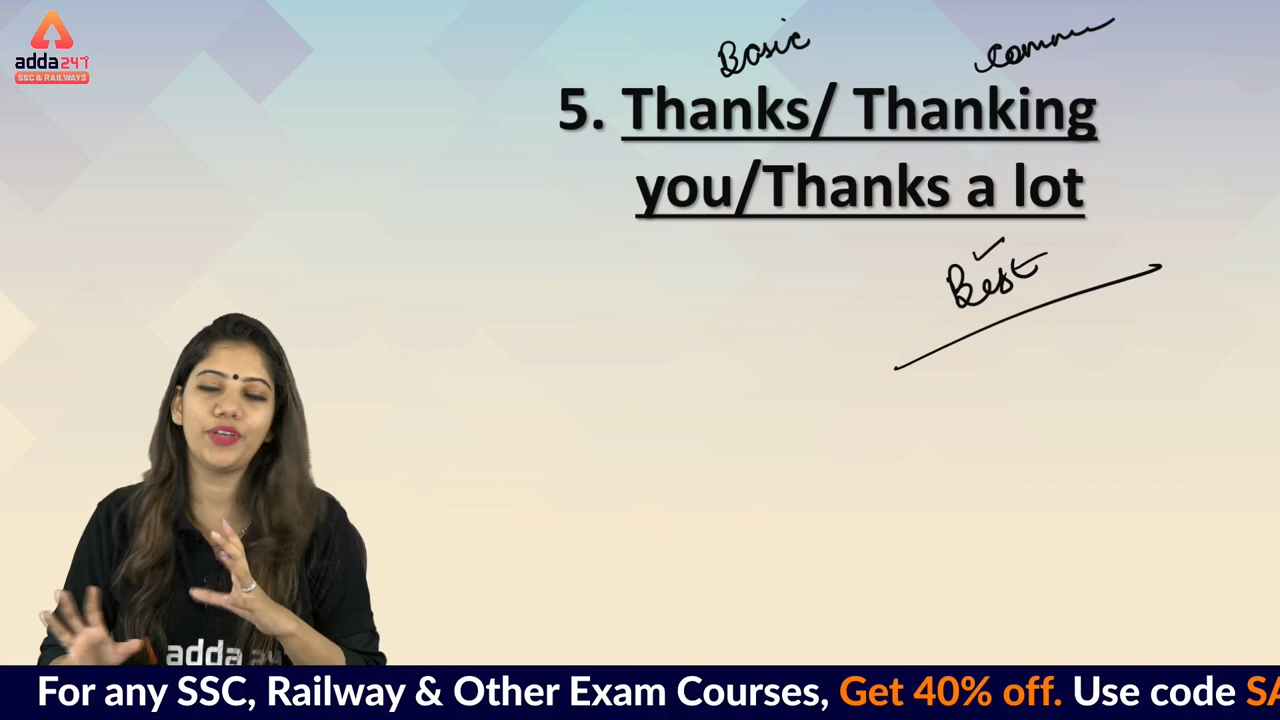 adda247
SSC & RAILWAYS
Basic
5. Thanks/ Thanking
you/Thanks a lot
Best
adda 24
For any SSC, Railway & Other Exam Courses, Get 40% off. Use code SA